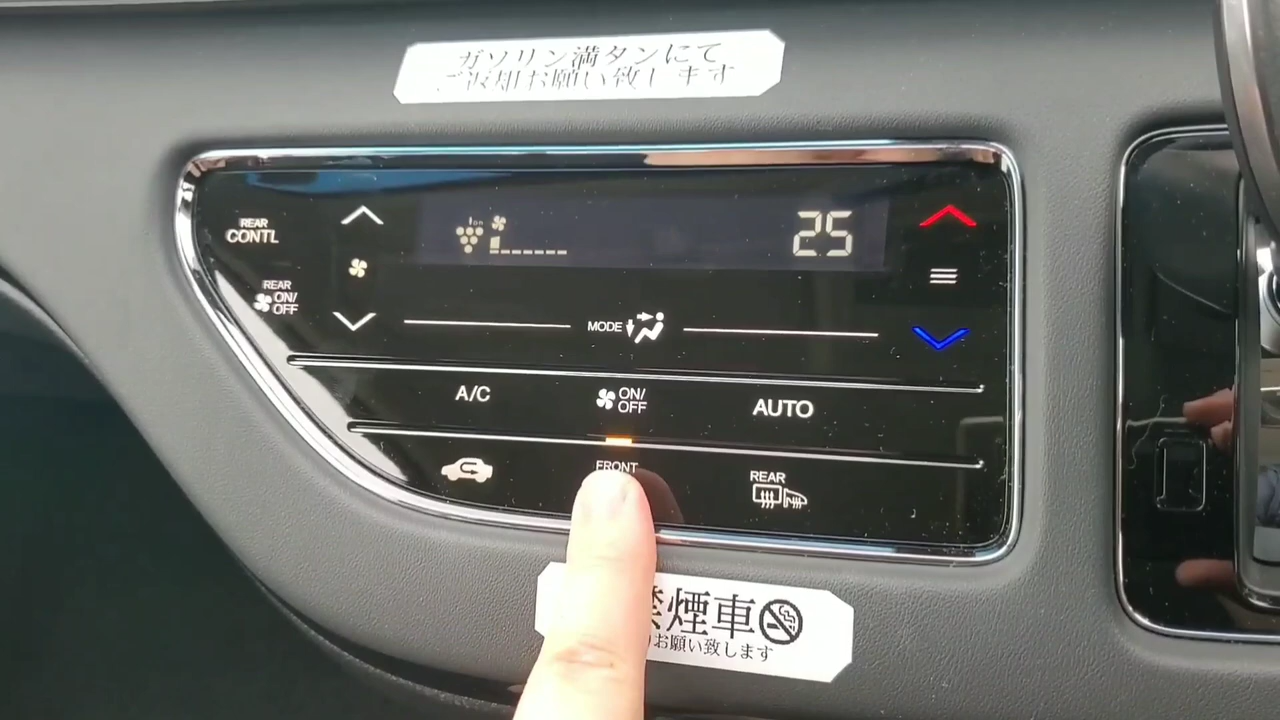 ガソリン満タンにて
ご返却お願い致します
REAR
CONTL
ion
25
REAR
ON/
OFF
MODE
A/C
ON/
OFF
AUTO
FRONT
REAR
禁煙車
お願い致します